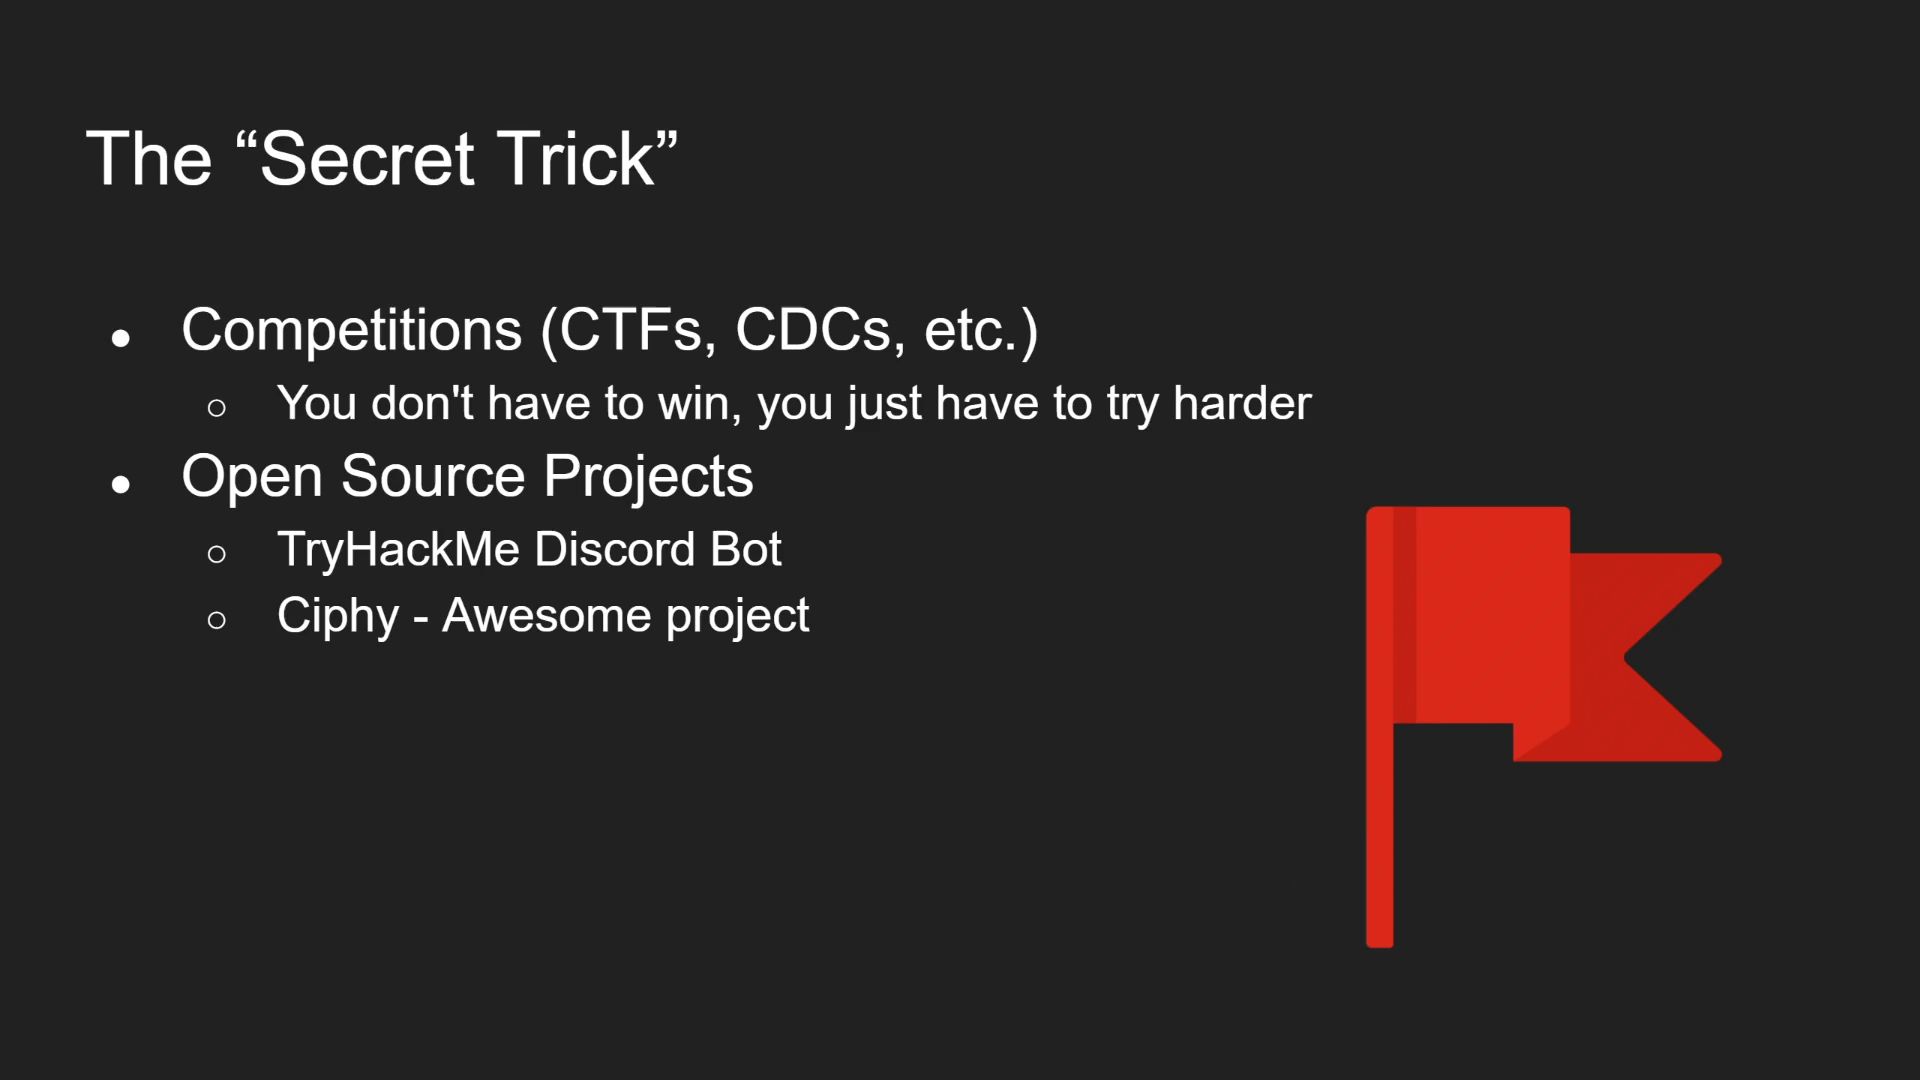 The “Secret Trick”
● Competitions (CTFs, CDCs, etc.)
○ You don't have to win, you just have to try harder
● Open Source Projects
○ TryHackMe Discord Bot
○ Ciphy - Awesome project